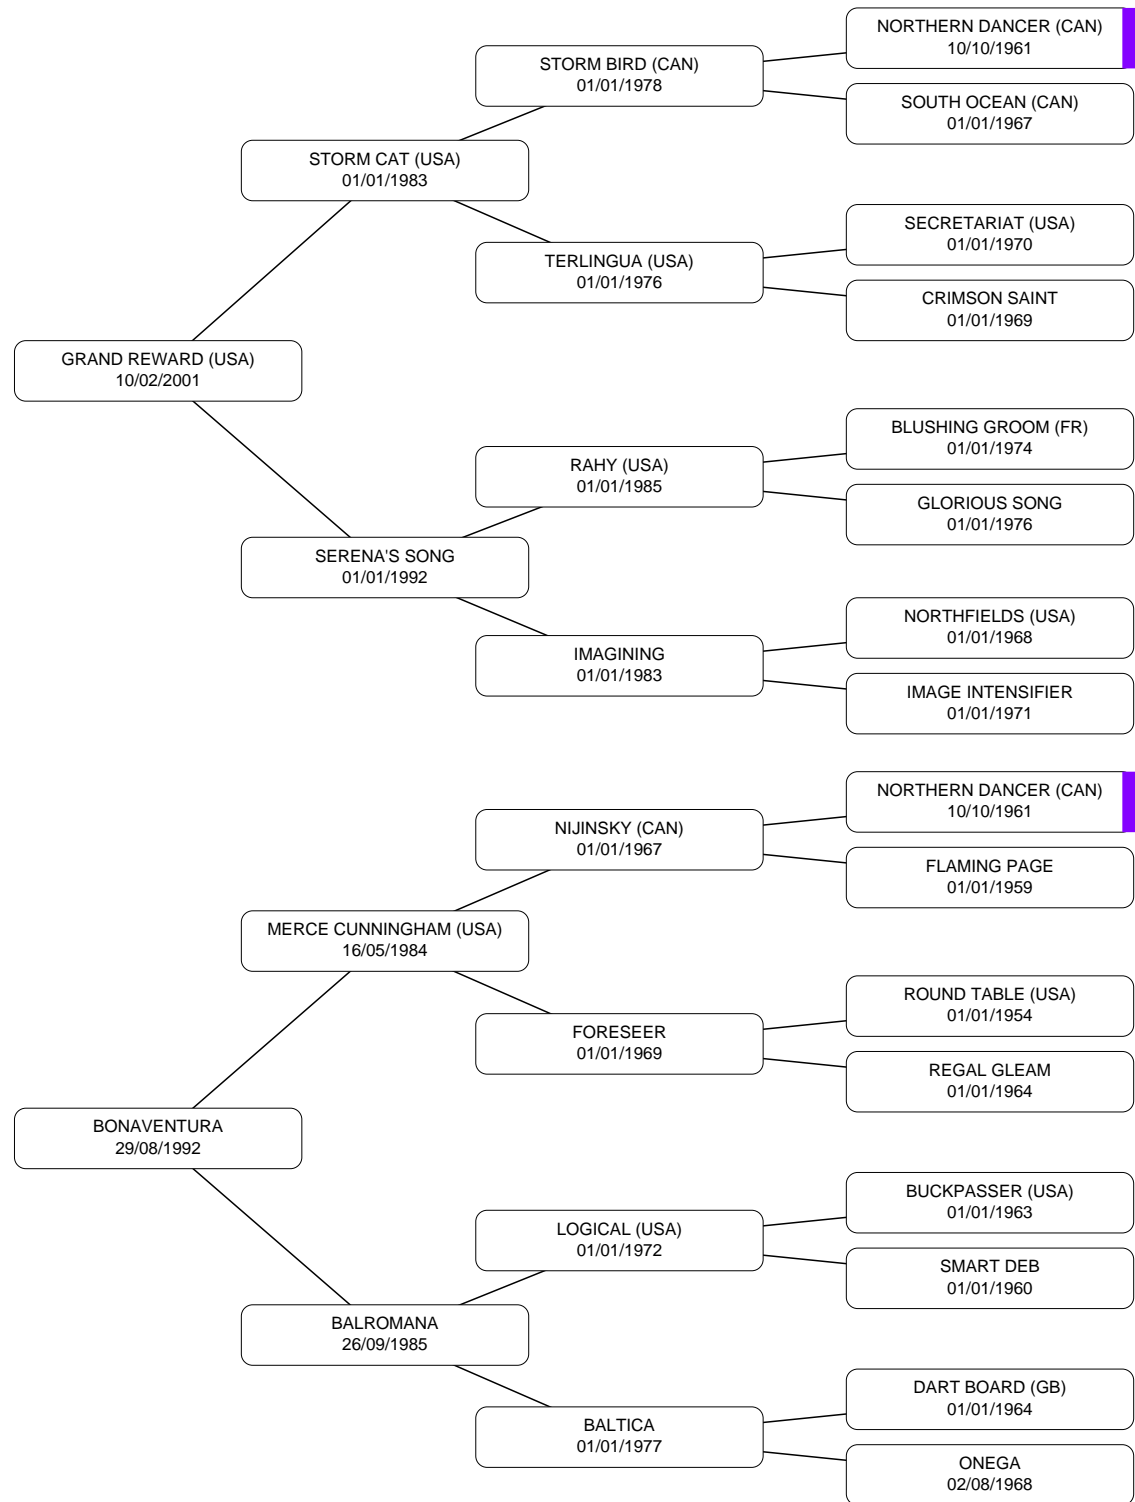 NORTHERN DANCER (CAN)
10/10/1961
STORM BIRD (CAN)
01/01/1978
SOUTH OCEAN (CAN)
01/01/1967
STORM CAT (USA)
01/01/1983
SECRETARIAT (USA)
01/01/1970
TERLINGUA (USA)
01/01/1976
CRIMSON SAINT
01/01/1969
GRAND REWARD (USA)
10/02/2001
BLUSHING GROOM (FR)
01/01/1974
RAHY (USA)
01/01/1985
GLORIOUS SONG
01/01/1976
SERENA'S SONG
01/01/1992
NORTHFIELDS (USA)
01/01/1968
IMAGINING
01/01/1983
IMAGE INTENSIFIER
01/01/1971
NORTHERN DANCER (CAN)
10/10/1961
NIJINSKY (CAN)
01/01/1967
FLAMING PAGE
01/01/1959
MERCE CUNNINGHAM (USA)
16/05/1984
ROUND TABLE (USA)
01/01/1954
FORESEER
01/01/1969
REGAL GLEAM
01/01/1964
BONAVENTURA
29/08/1992
BUCKPASSER (USA)
01/01/1963
LOGICAL (USA)
01/01/1972
SMART DEB
01/01/1960
BALROMANA
26/09/1985
DART BOARD (GB)
01/01/1964
BALTICA
01/01/1977
ONEGA
02/08/1968